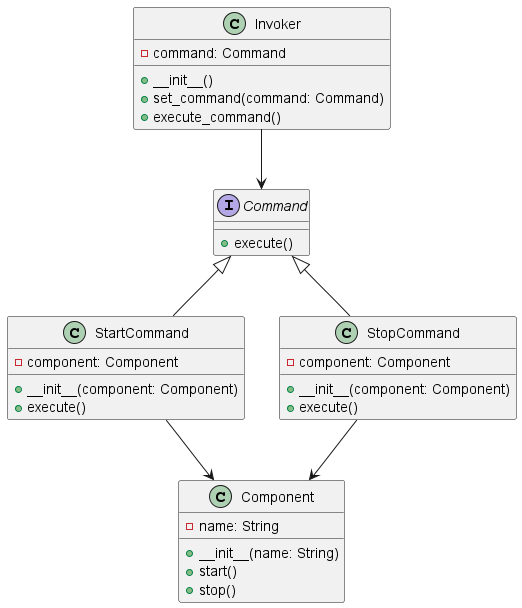 C Invoker
command: Command
__init__()
set_command(command: Command)
execute_command()
I Command
execute()
C StartCommand
component: Component
__init__(component: Component)
execute()
C StopCommand
component: Component
__init__(component: Component)
execute()
C Component
name: String
__init__(name: String)
start()
stop()